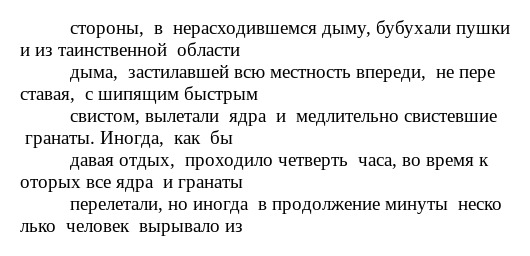 стороны, в нерасходившемся дыму, бубухали пушки
и из таинственной области
дыма, застилавшей всю местность впереди, не пере
ставая, с шипящим быстрым
свистом, вылетали ядра и медлительно свистевшие
гранаты. Иногда, как бы
давая отдых, проходило четверть часа, во время к
оторых все ядра и гранаты
перелетали, но иногда в продолжение минуты неско
лько человек вырывало из